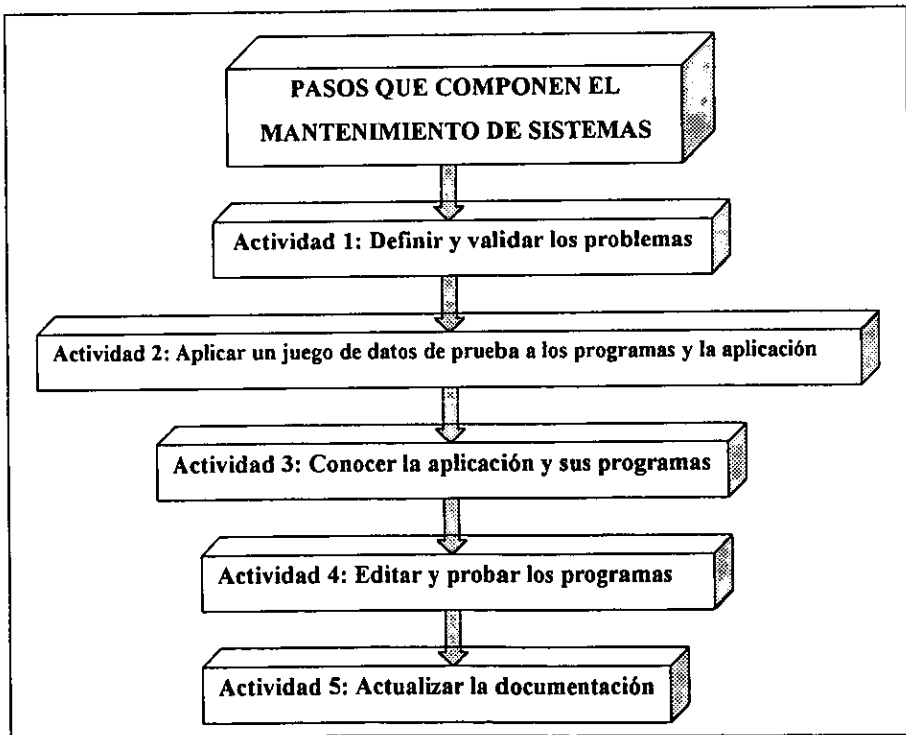 PASOS QUE COMPONEN EL
MANTENIMIENTO DE SISTEMAS
Actividad 1: Definir y validar los problemas
Actividad 2: Aplicar un juego de datos de prueba a los programas y la aplicación
Actividad 3: Conocer la aplicación y sus programas
Actividad 4: Editar y probar los programas
Actividad 5: Actualizar la documentación